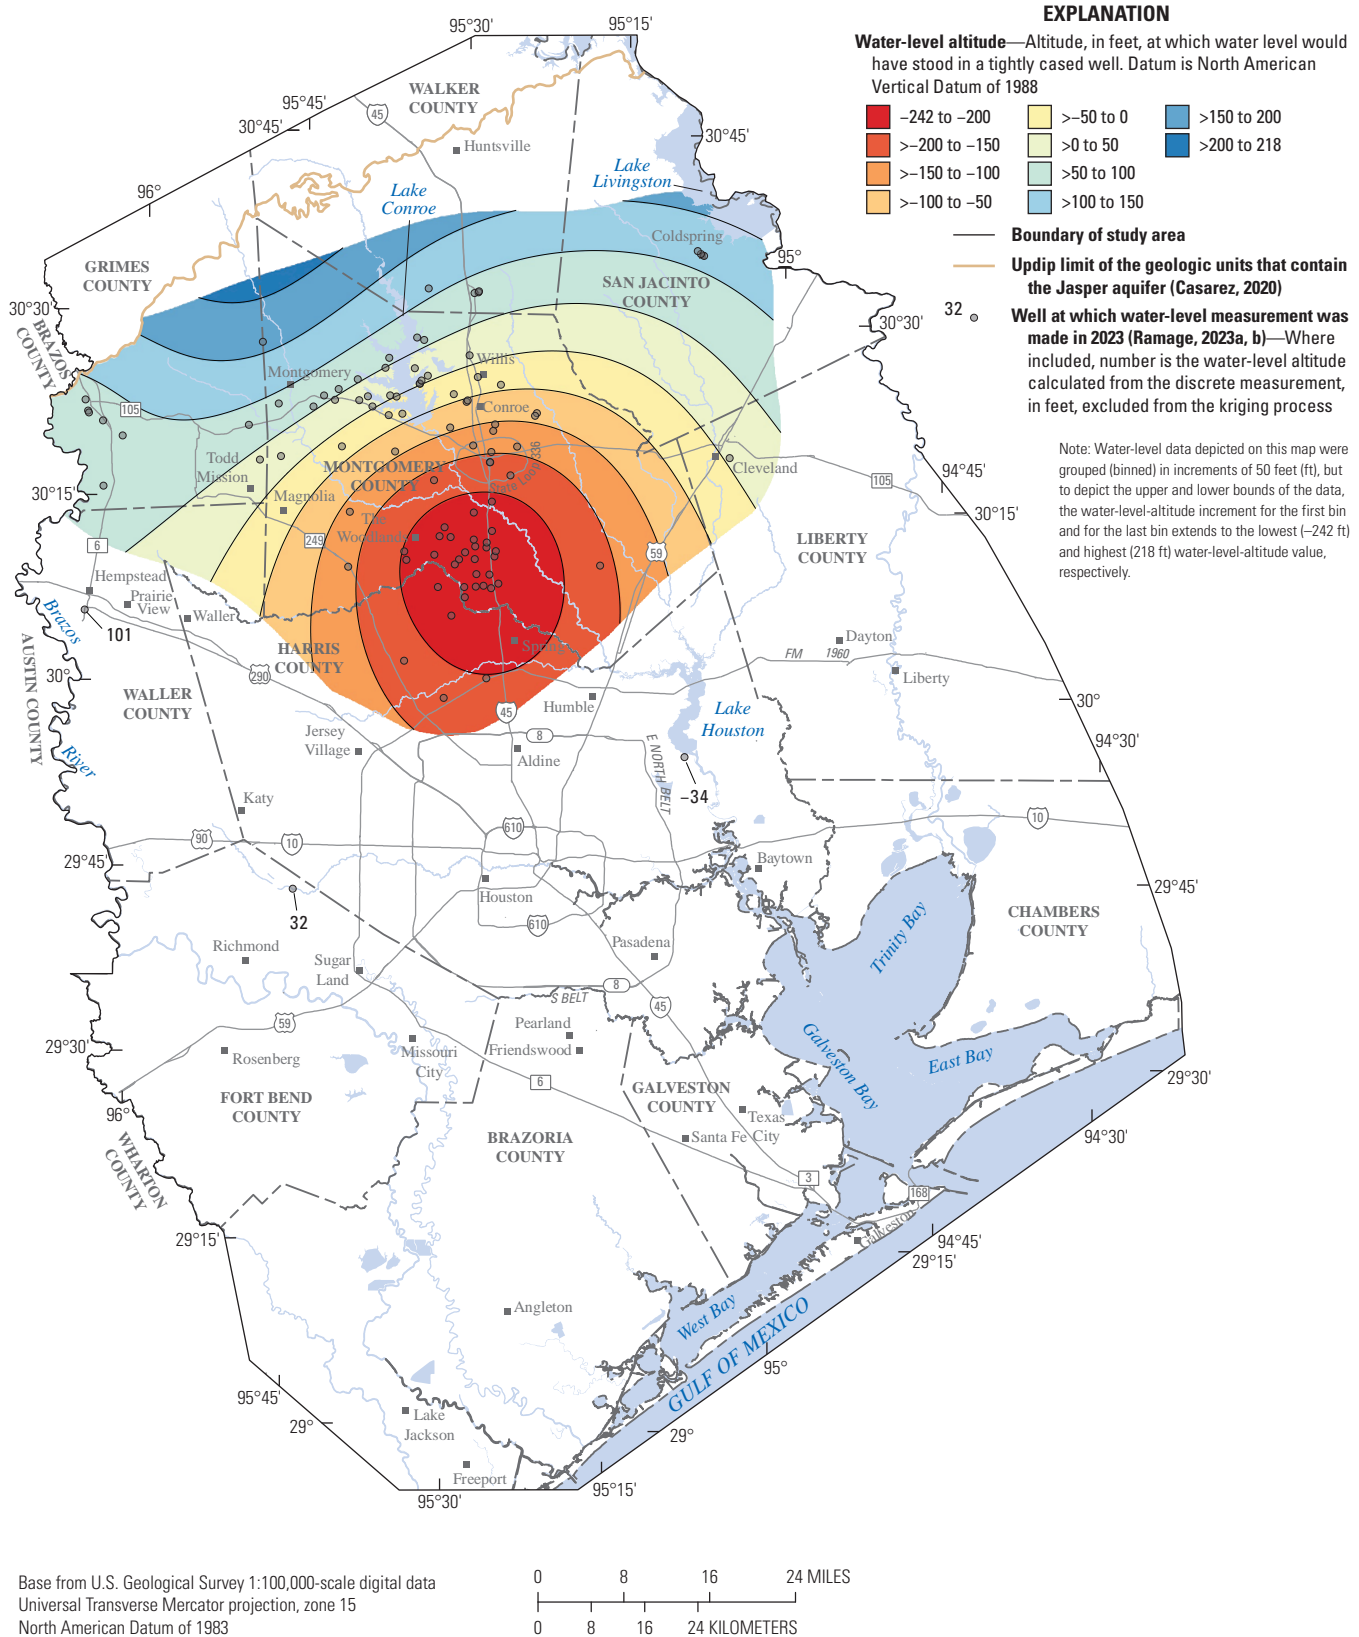 EXPLANATION
Water-level altitude—Altitude, in feet, at which water level would
have stood in a tightly cased well. Datum is North American
Vertical Datum of 1988
−242 to −200
>−200 to −150
>−150 to −100
>−100 to −50
>−50 to 0
>0 to 50
>50 to 100
>100 to 150
>150 to 200
>200 to 218
Boundary of study area
Updip limit of the geologic units that contain
the Jasper aquifer (Casarez, 2020)
32
Well at which water-level measurement was
made in 2023 (Ramage, 2023a, b)—Where
included, number is the water-level altitude
calculated from the discrete measurement,
in feet, excluded from the kriging process
Note: Water-level data depicted on this map were
grouped (binned) in increments of 50 feet (ft), but
to depict the upper and lower bounds of the data,
the water-level-altitude increment for the first bin
and for the last bin extends to the lowest (−242 ft)
and highest (218 ft) water-level-altitude value,
respectively.
95°30'
95°15'
95°45'
30°45'
96°
30°30'
30°15'
30°
29°45'
29°30'
96°
29°15'
95°45'
29°
95°30'
95°15'
29°
95°
29°15'
94°45'
94°30'
29°30'
29°45'
94°30'
30°
30°15'
94°45'
30°30'
95°
30°45'
WALKER
COUNTY
45
Huntsville
Lake
Conroe
Lake
Livingston
Coldspring
GRIMES
COUNTY
SAN JACINTO
COUNTY
BRAZOS
COUNTY
Montgomery
Willis
105
Conroe
State Loop 336
Todd
Mission
MONTGOMERY
COUNTY
Cleveland
105
Magnolia
The
Woodlands
249
59
LIBERTY
COUNTY
6
Hempstead
Prairie
View
Waller
101
Brazos
River
AUSTIN COUNTY
HARRIS
COUNTY
Spring
290
WALLER
COUNTY
Dayton
FM 1960
Liberty
Humble
Lake
Houston
45
8
Jersey
Village
Aldine
E NORTH BELT
−34
Katy
90
10
610
10
Baytown
Houston
32
610
CHAMBERS
COUNTY
Richmond
Pasadena
Trinity Bay
Sugar
Land
8
S BELT
45
59
Pearland
Friendswood
Missouri
City
Rosenberg
Galveston Bay
East Bay
FORT BEND
COUNTY
6
GALVESTON
COUNTY
Texas
City
Santa Fe
BRAZORIA
COUNTY
WHARTON
COUNTY
3
168
Galveston
Angleton
West Bay
GULF OF MEXICO
Lake
Jackson
Freeport
Base from U.S. Geological Survey 1:100,000-scale digital data
Universal Transverse Mercator projection, zone 15
North American Datum of 1983
0 8 16 24 MILES
0 8 16 24 KILOMETERS